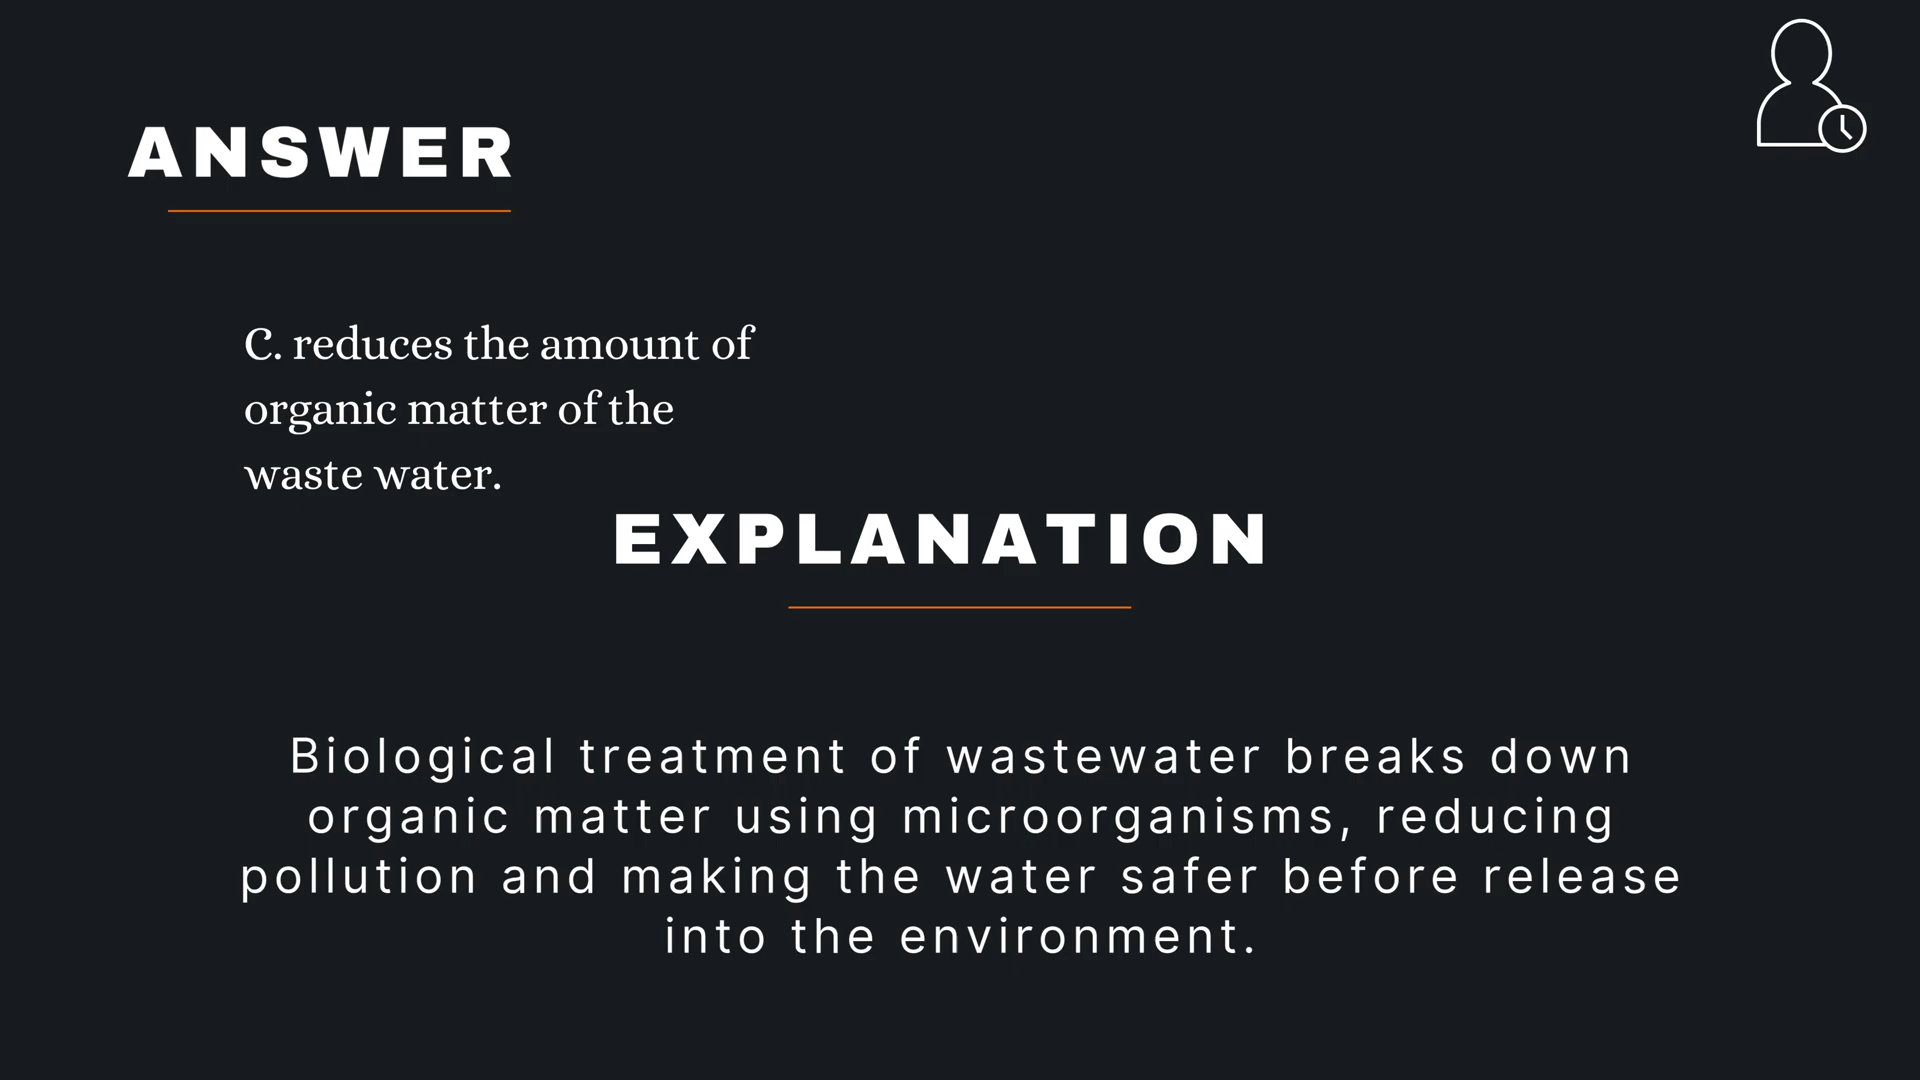 ANSWER
C. reduces the amount of
organic matter of the
waste water.
EXPLANATION
Biological treatment of wastewater breaks down
organic matter using microorganisms, reducing
pollution and making the water safer before release
into the environment.